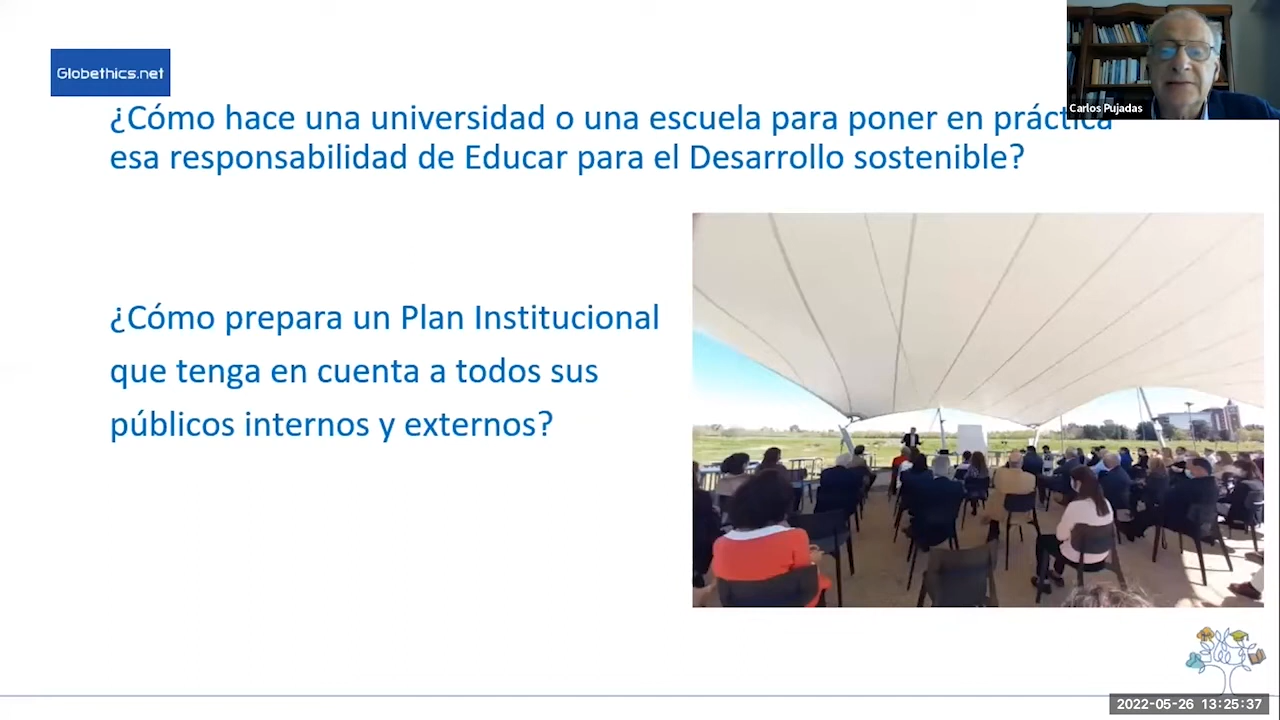 Globethics.net
¿Cómo hace una universidad o una escuela para poner en práctica
esa responsabilidad de Educar para el Desarrollo sostenible?
Carlos Pujadas
¿Cómo prepara un Plan Institucional
que tenga en cuenta a todos sus
públicos internos y externos?
2022-05-26 13:25:37